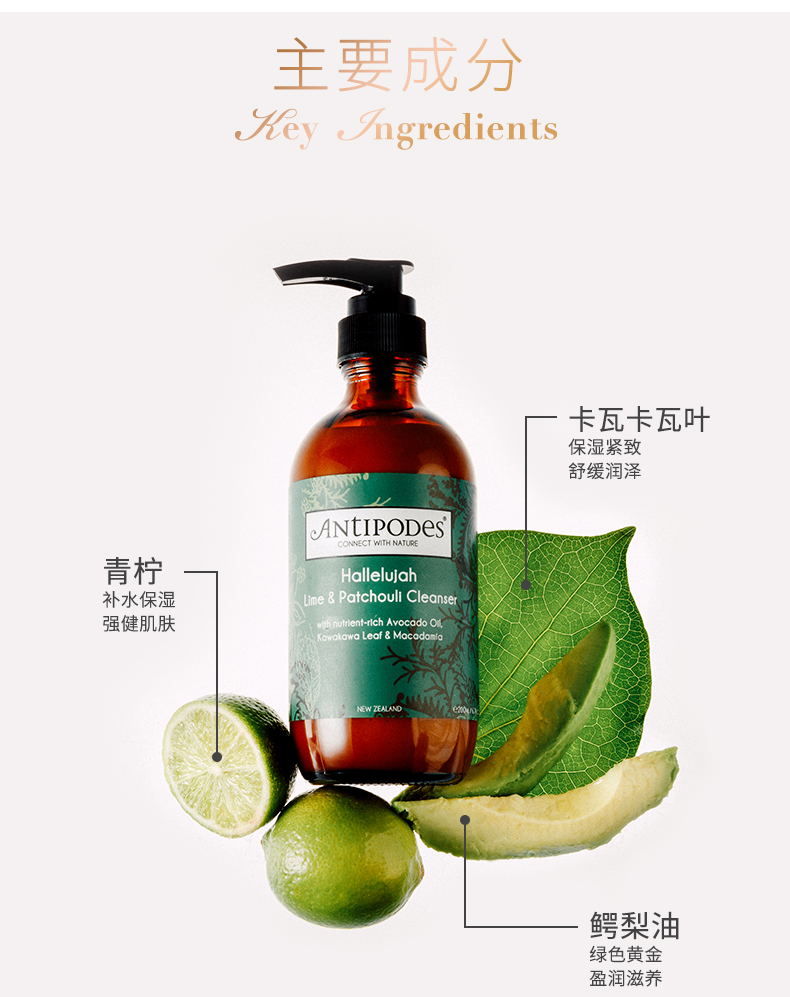 主要成分
Key Ingredients
卡瓦卡瓦叶
保湿紧致
舒缓润泽
青柠
补水保湿
强健肌肤
ANTIPODES®
CONNECT WITH NATURE
Hallelujah
Lime & Patchouli Cleanser
with nutrient-rich Avocado Oil,
Kawakawa Leaf & Macadamia
NEW ZEALAND
鳄梨油
绿色黄金
盈润滋养